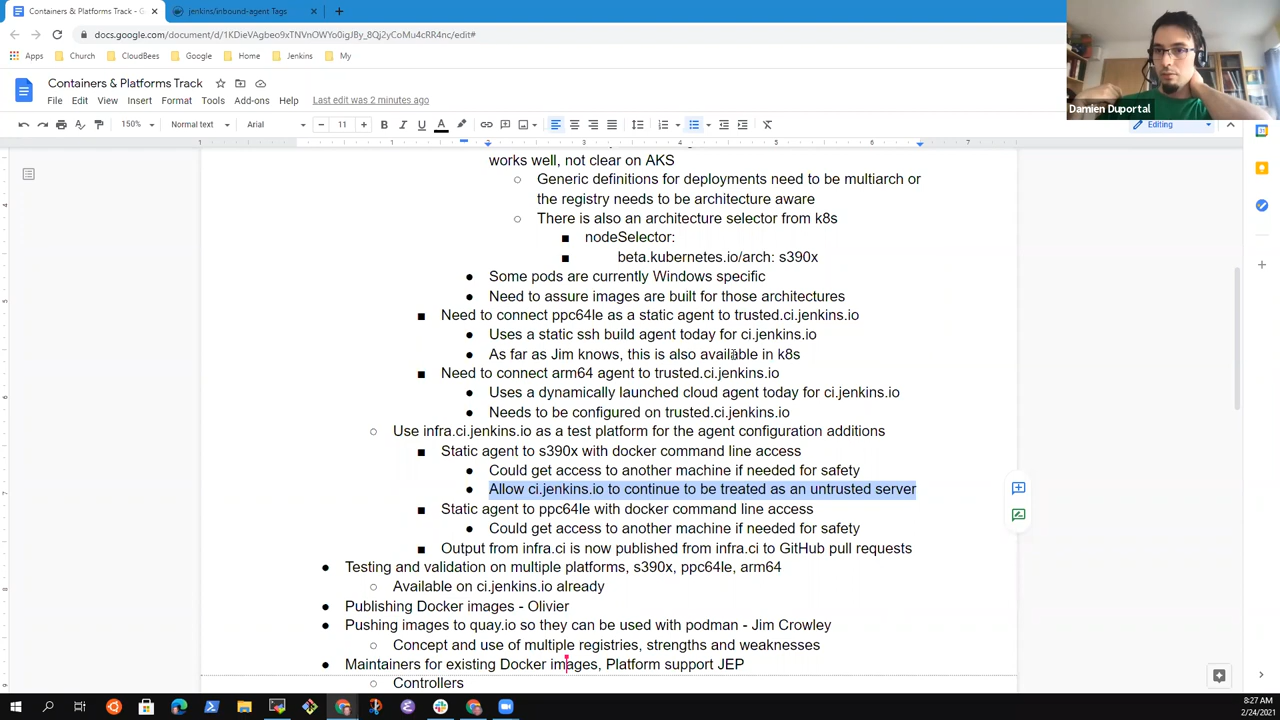 Containers & Platforms Track - G
jenkins/inbound-agent Tags
docs.google.com/document/d/1KDieVAgbeo9xTNVnOWYo0igJ8y_8Qj2yCoMu4cRR4nc/edit#
Apps
Church
CloudBees
Google
Home
Jenkins
My
Damien Duportal
Containers & Platforms Track
File
Edit
View
Insert
Format
Tools
Add-ons
Help
Last edit was 2 minutes ago
150%
Normal text
Arial
11
Editing
works well, not clear on AKS
Generic definitions for deployments need to be multiarch or
the registry needs to be architecture aware
There is also an architecture selector from k8s
nodeSelector:
beta.kubernetes.io/arch: s390x
Some pods are currently Windows specific
Need to assure images are built for those architectures
Need to connect ppc64le as a static agent to trusted.ci.jenkins.io
Uses a static ssh build agent today for ci.jenkins.io
As far as Jim knows, this is also available in k8s
Need to connect arm64 agent to trusted.ci.jenkins.io
Uses a dynamically launched cloud agent today for ci.jenkins.io
Needs to be configured on trusted.ci.jenkins.io
Use infra.ci.jenkins.io as a test platform for the agent configuration additions
Static agent to s390x with docker command line access
Could get access to another machine if needed for safety
Allow ci.jenkins.io to continue to be treated as an untrusted server
Static agent to ppc64le with docker command line access
Could get access to another machine if needed for safety
Output from infra.ci is now published from infra.ci to GitHub pull requests
Testing and validation on multiple platforms, s390x, ppc64le, arm64
Available on ci.jenkins.io already
Publishing Docker images - Olivier
Pushing images to quay.io so they can be used with podman - Jim Crowley
Concept and use of multiple registries, strengths and weaknesses
Maintainers for existing Docker images, Platform support JEP
Controllers
8:27 AM
2/24/2021